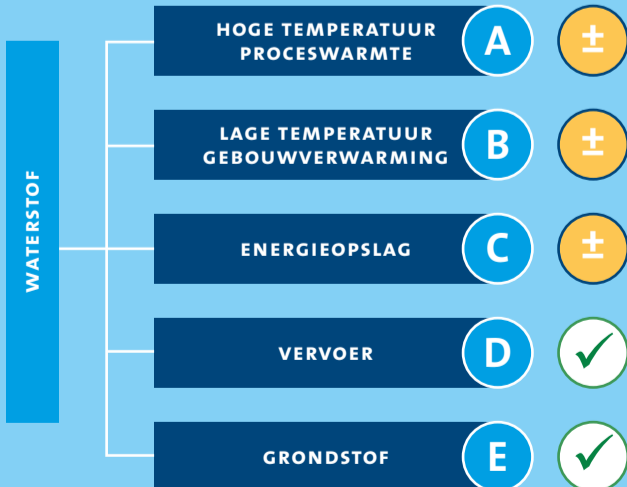 WATERSTOF
HOGE TEMPERATUUR
PROCESWARMTE
A
±
LAGE TEMPERATUUR
GEBOUWVERWARMING
B
±
ENERGIEOPSLAG
C
±
VERVOER
D
✓
GRONDSTOF
E
✓